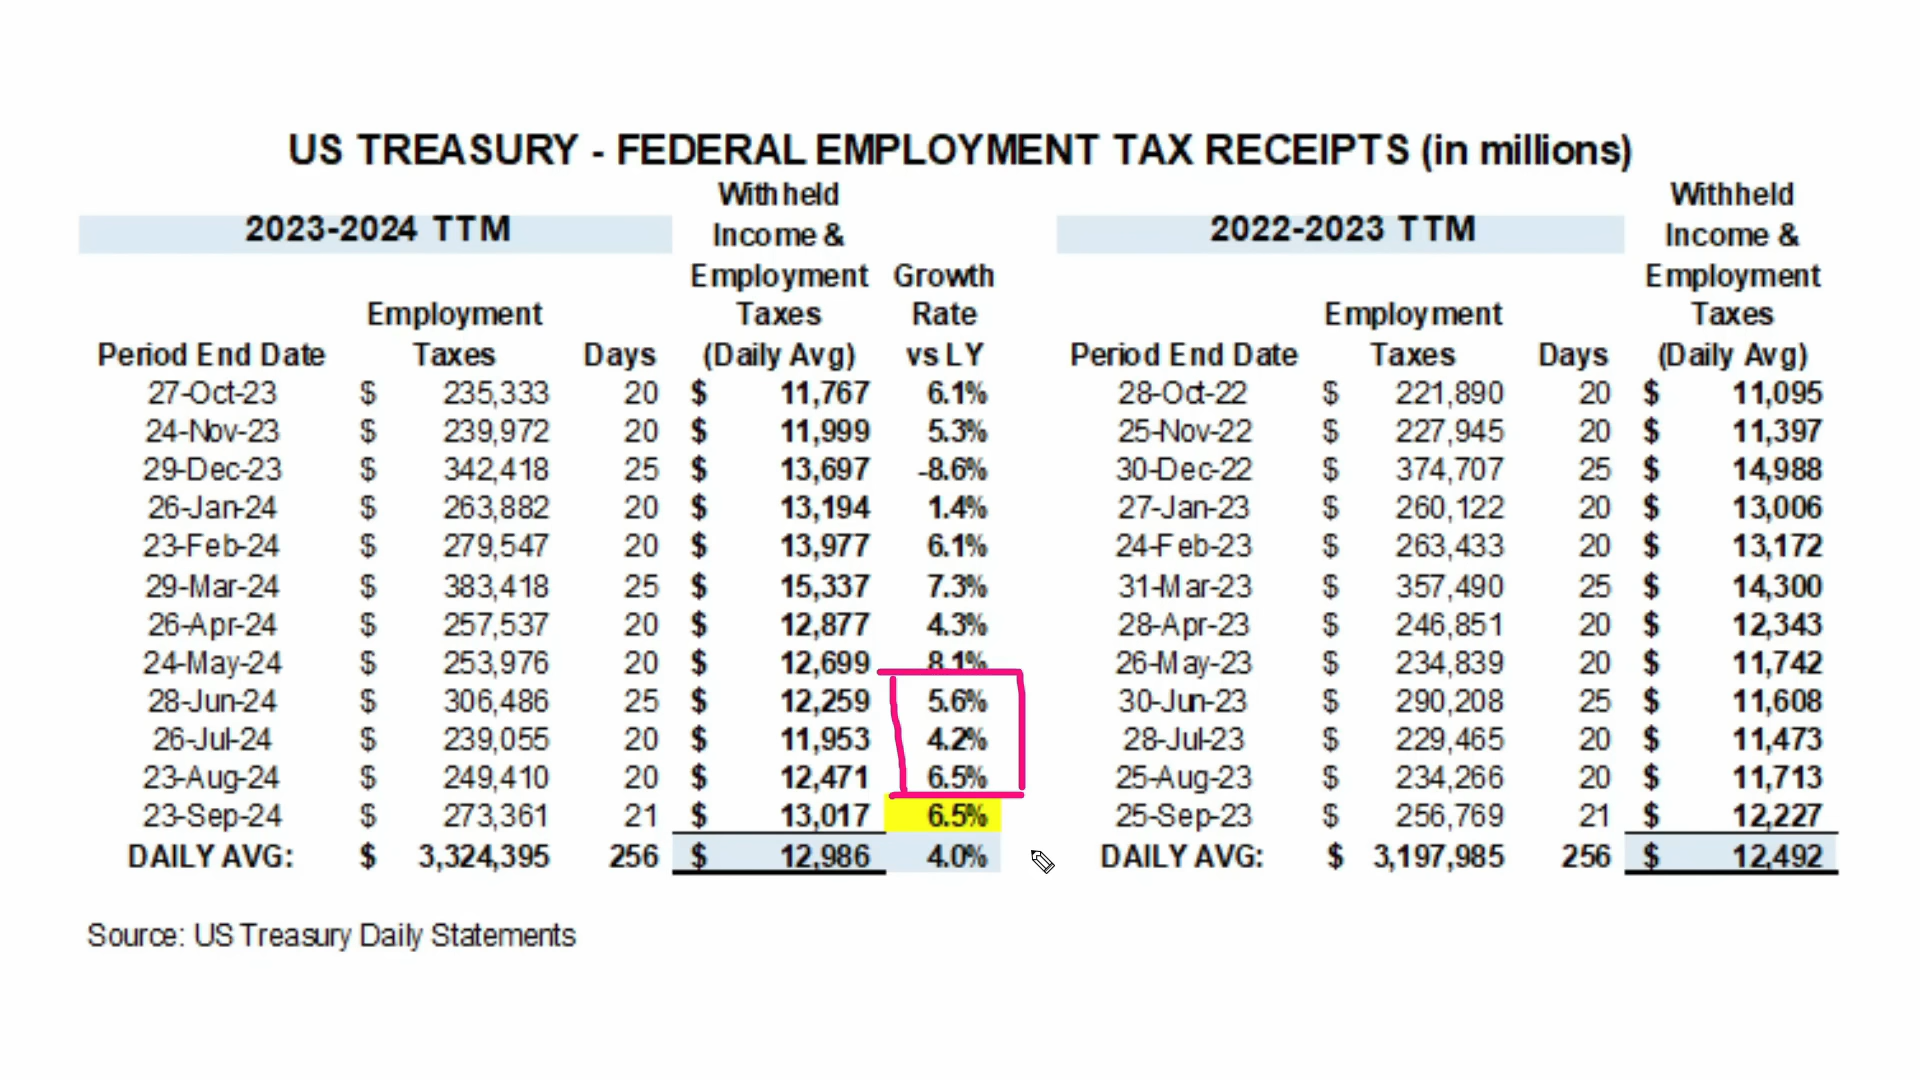 US TREASURY - FEDERAL EMPLOYMENT TAX RECEIPTS (in millions)
2023-2024 TTM
Withheld Income & Employment Taxes (Daily Avg)
2022-2023 TTM
Withheld Income & Employment Taxes (Daily Avg)
Period End Date Employment Taxes Days Growth Rate vs LY Period End Date Employment Taxes Days
27-Oct-23 $ 235,333 20 $ 11,767 6.1% 28-Oct-22 $ 221,890 20 $ 11,095
24-Nov-23 $ 239,972 20 $ 11,999 5.3% 25-Nov-22 $ 227,945 20 $ 11,397
29-Dec-23 $ 342,418 25 $ 13,697 -8.6% 30-Dec-22 $ 374,707 25 $ 14,988
26-Jan-24 $ 263,882 20 $ 13,194 1.4% 27-Jan-23 $ 260,122 20 $ 13,006
23-Feb-24 $ 279,547 20 $ 13,977 6.1% 24-Feb-23 $ 263,433 20 $ 13,172
29-Mar-24 $ 383,418 25 $ 15,337 7.3% 31-Mar-23 $ 357,490 25 $ 14,300
26-Apr-24 $ 257,537 20 $ 12,877 4.3% 28-Apr-23 $ 246,851 20 $ 12,343
24-May-24 $ 253,976 20 $ 12,699 8.1% 26-May-23 $ 234,839 20 $ 11,742
28-Jun-24 $ 306,486 25 $ 12,259 5.6% 30-Jun-23 $ 290,208 25 $ 11,608
26-Jul-24 $ 239,055 20 $ 11,953 4.2% 28-Jul-23 $ 229,465 20 $ 11,473
23-Aug-24 $ 249,410 20 $ 12,471 6.5% 25-Aug-23 $ 234,266 20 $ 11,713
23-Sep-24 $ 273,361 21 $ 13,017 6.5% 25-Sep-23 $ 256,769 21 $ 12,227
DAILY AVG: $ 3,324,395 256 $ 12,986 4.0% DAILY AVG: $ 3,197,985 256 $ 12,492
Source: US Treasury Daily Statements